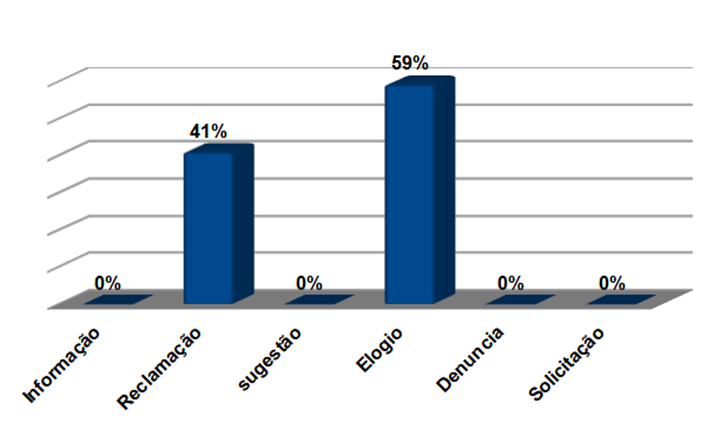 59%
41%
0%
0%
0%
0%
Informação
Reclamação
sugestão
Elogio
Denuncia
Solicitação